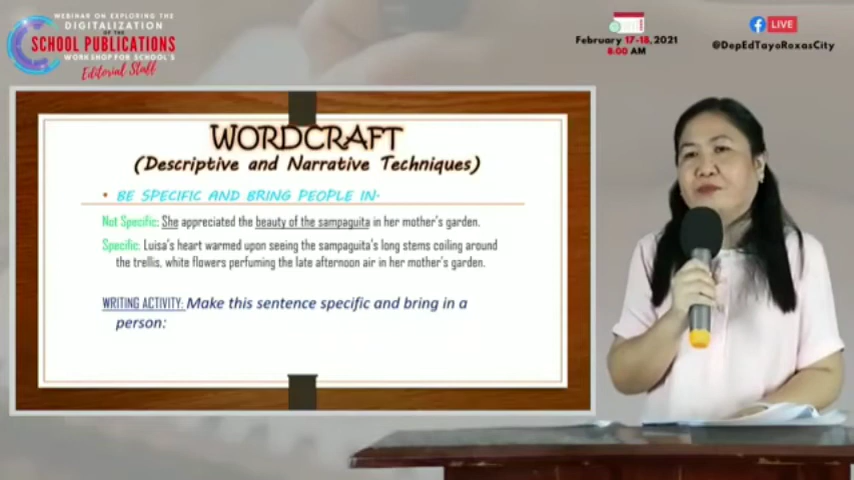 WEBINAR ON EXPLORING THE
DIGITALIZATION
OF THE
SCHOOL PUBLICATIONS
WORKSHOP FOR SCHOOL'S
Editorial Staff
February 17-18, 2021
8:00 AM
LIVE
@DepEdTayoRoxasCity
WORDCRAFT
(Descriptive and Narrative Techniques)
• BE SPECIFIC AND BRING PEOPLE IN.
Not Specific: She appreciated the beauty of the sampaguita in her mother's garden.
Specific: Luisa's heart warmed upon seeing the sampaguita's long stems coiling around
the trellis, white flowers perfuming the late afternoon air in her mother's garden.
WRITING ACTIVITY: Make this sentence specific and bring in a
person: